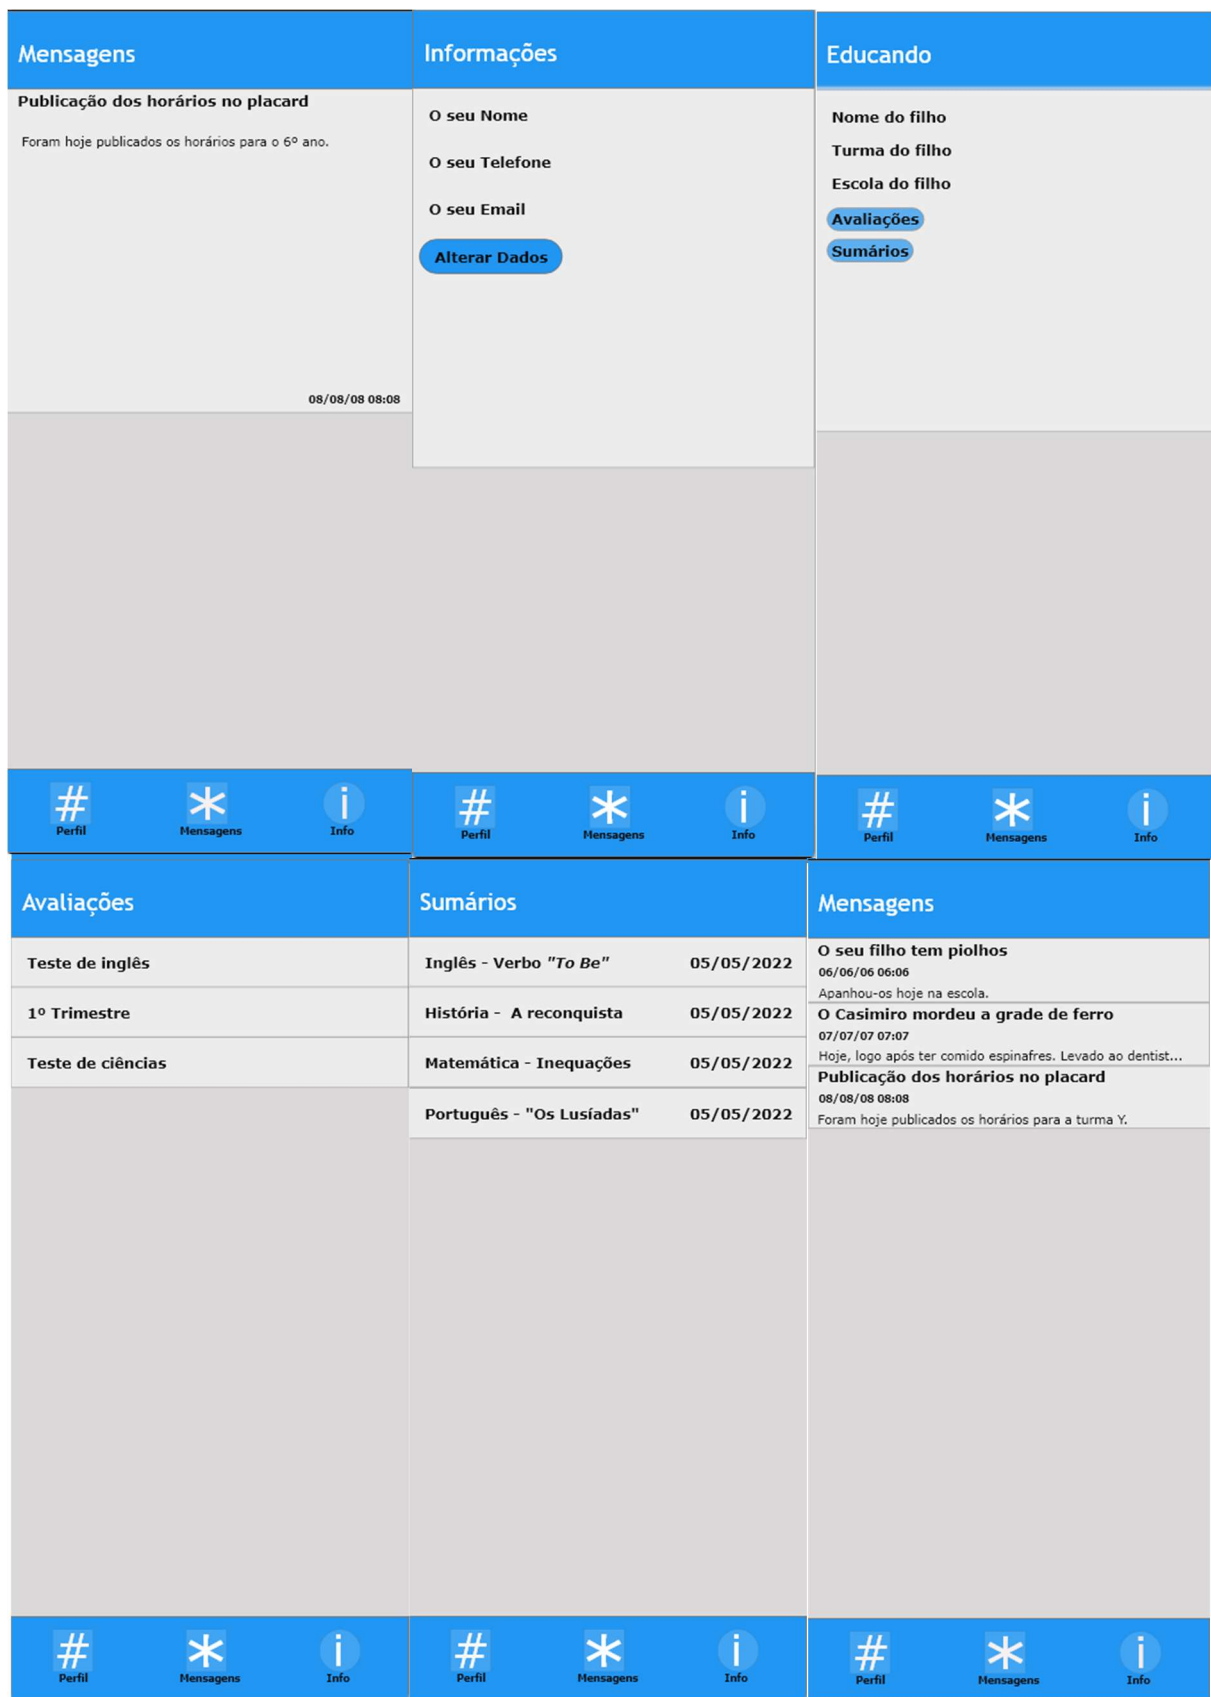 Mensagens
Publicação dos horários no placard
Foram hoje publicados os horários para o 6º ano.
08/08/08 08:08
#
Perfil
*
Mensagens
i
Info
Informações
O seu Nome
O seu Telefone
O seu Email
Alterar Dados
#
Perfil
*
Mensagens
i
Info
Educando
Nome do filho
Turma do filho
Escola do filho
Avaliações
Sumários
#
Perfil
*
Mensagens
i
Info
Avaliações
Teste de inglês
1º Trimestre
Teste de ciências
#
Perfil
*
Mensagens
i
Info
Sumários
Inglês - Verbo "To Be" 05/05/2022
História - A reconquista 05/05/2022
Matemática - Inequações 05/05/2022
Português - "Os Lusíadas" 05/05/2022
#
Perfil
*
Mensagens
i
Info
Mensagens
O seu filho tem piolhos
06/06/06 06:06
Apanhou-os hoje na escola.
O Casimiro mordeu a grade de ferro
07/07/07 07:07
Hoje, logo após ter comido espinafres. Levado ao dentist...
Publicação dos horários no placard
08/08/08 08:08
Foram hoje publicados os horários para a turma Y.
#
Perfil
*
Mensagens
i
Info